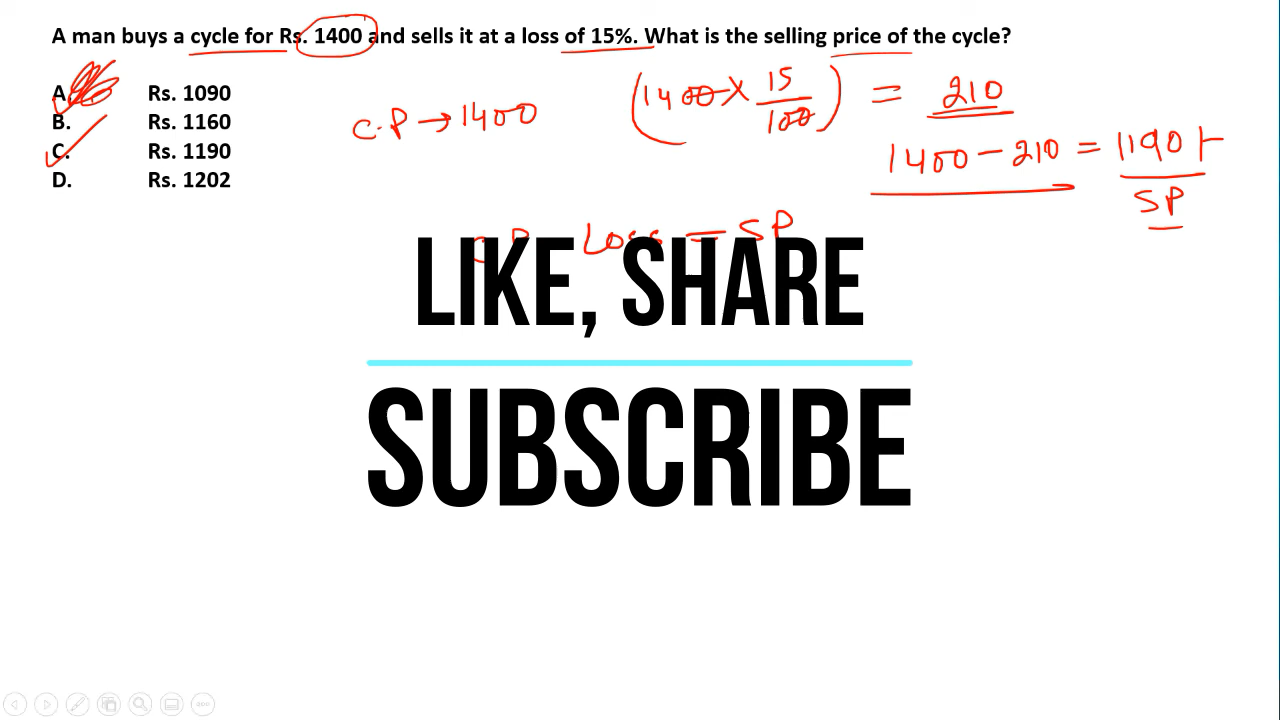 A man buys a cycle for Rs. 1400 and sells it at a loss of 15%. What is the selling price of the cycle?
A. Rs. 1090
B. Rs. 1160
C. Rs. 1190
D. Rs. 1202
C.P → 1400
(1400 × 15/100) = 210
1400 - 210 = 1190
SP
Loss = SP
LIKE, SHARE
SUBSCRIBE